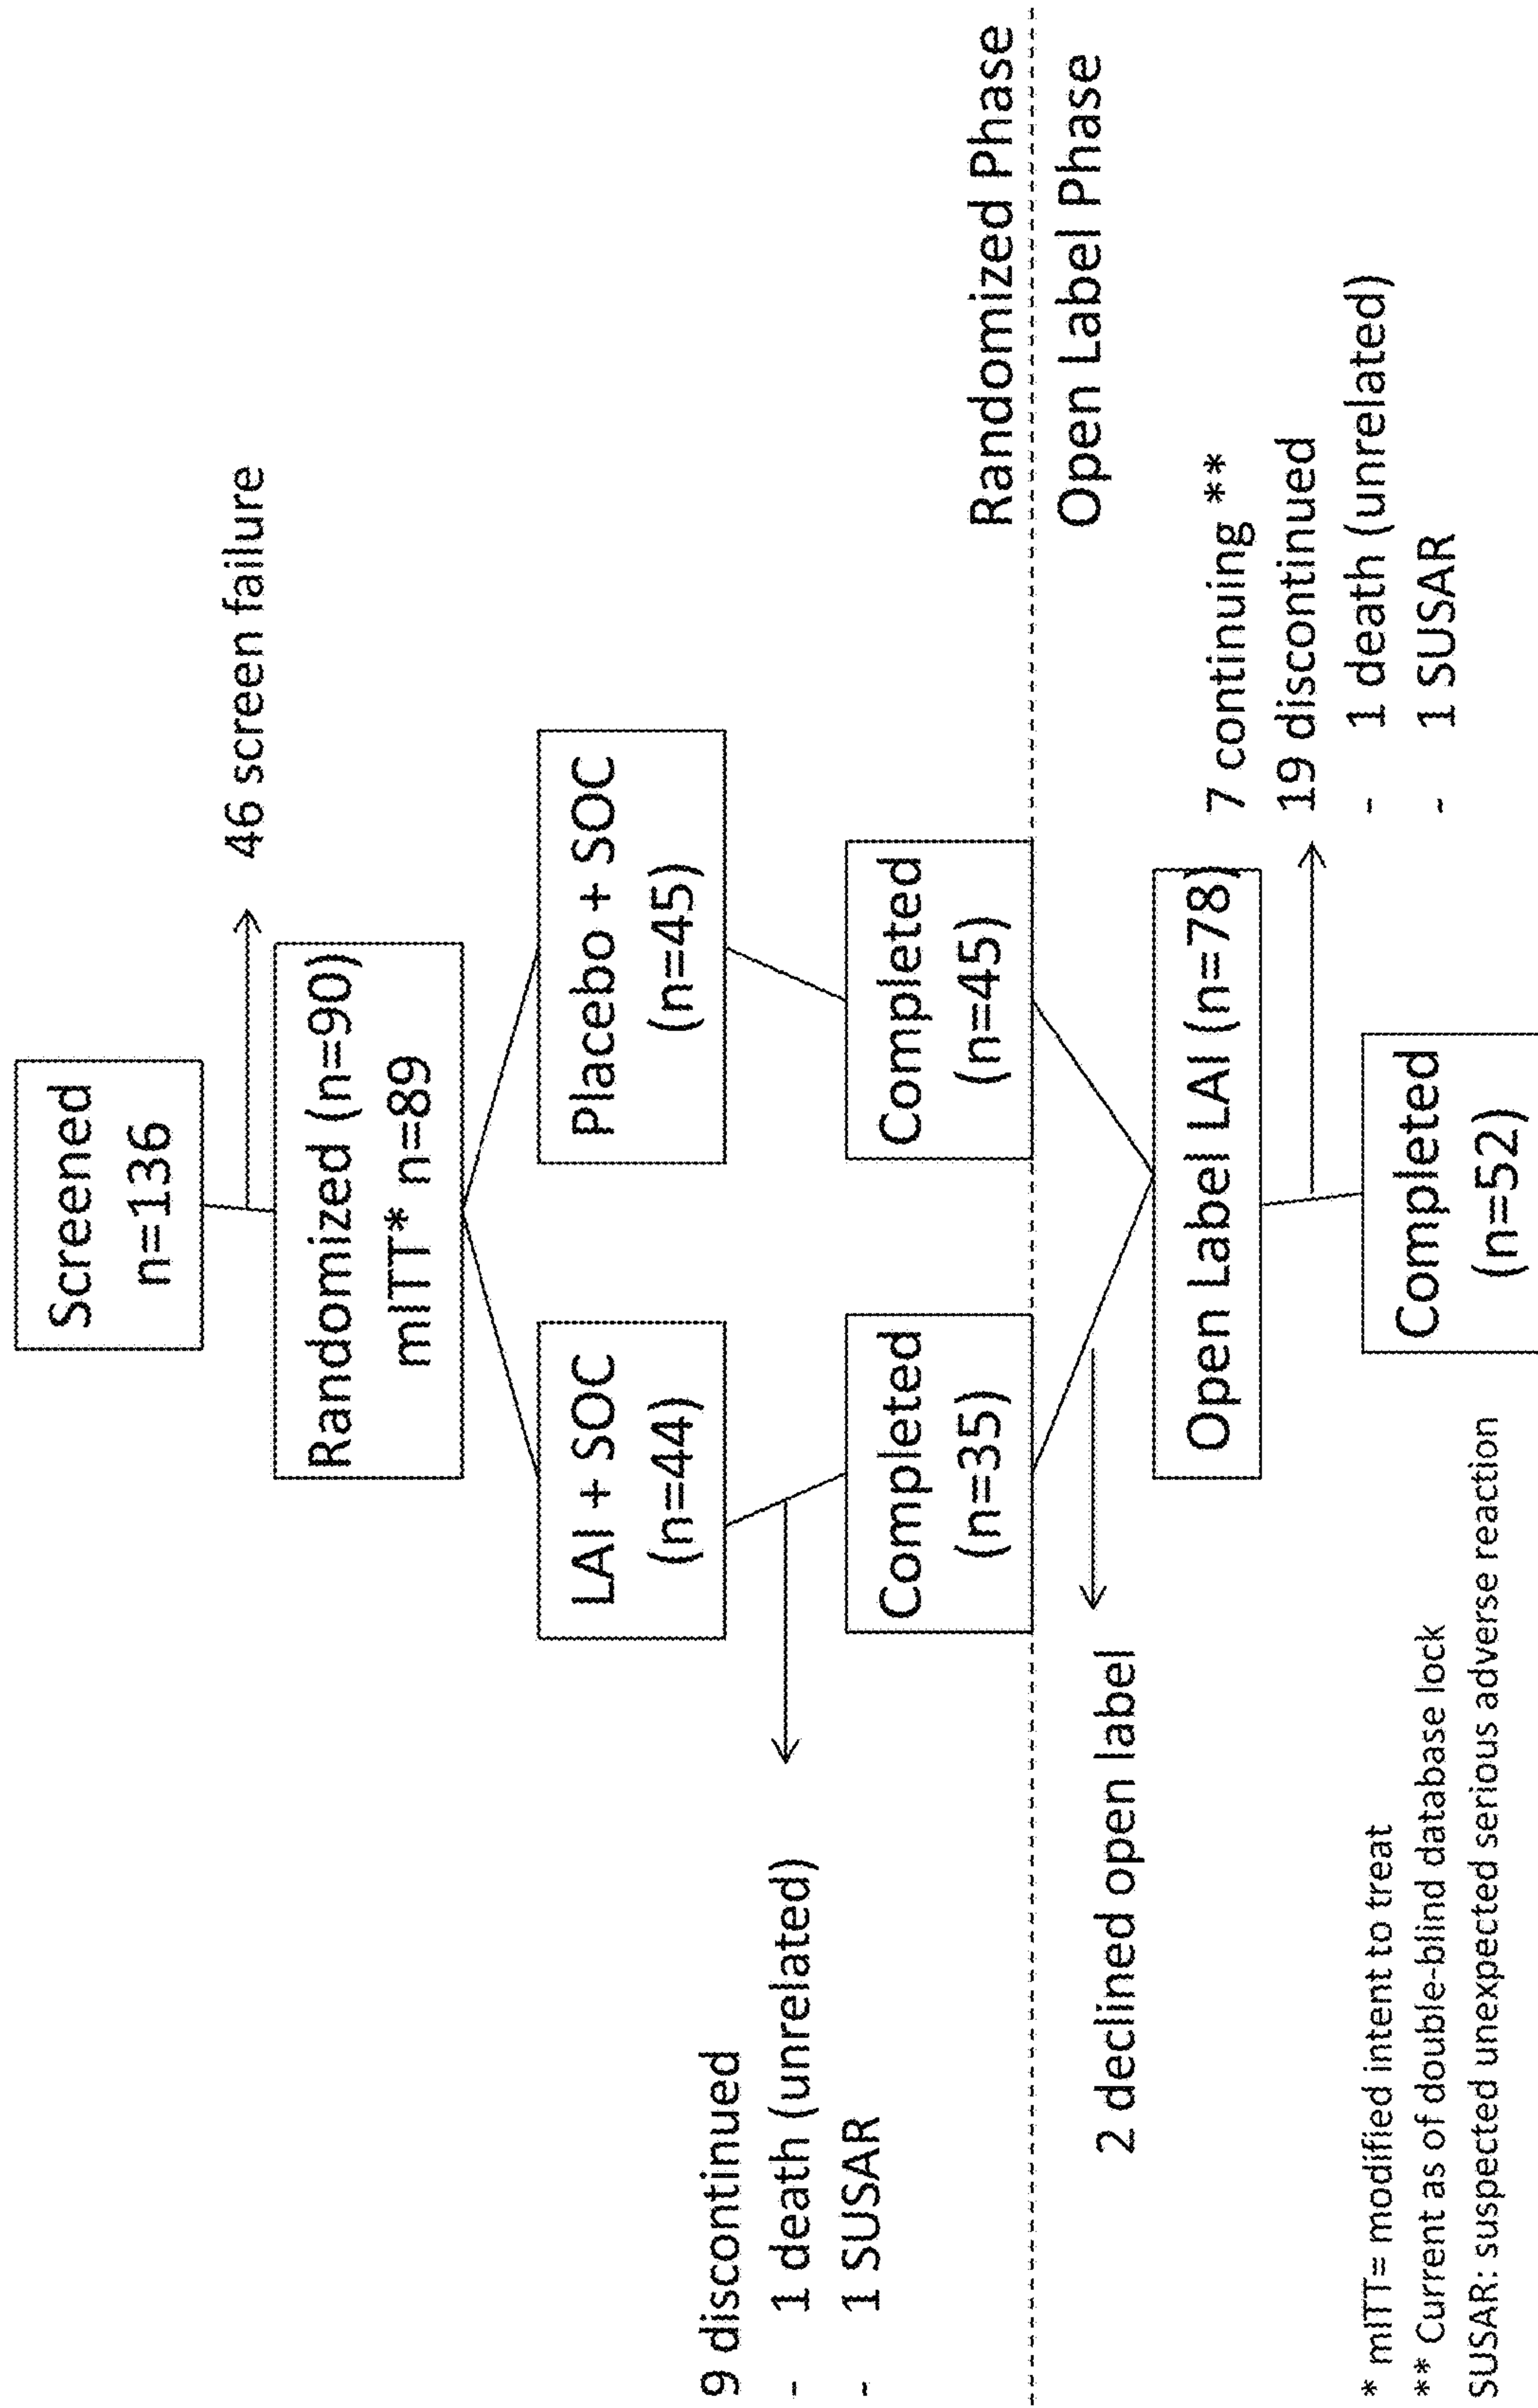 Screened
n=136
46 screen failure
Randomized (n=90)
mITT* n=89
LAI + SOC
(n=44)
Placebo + SOC
(n=45)
9 discontinued
- 1 death (unrelated)
- 1 SUSAR
Completed
(n=35)
Completed
(n=45)
Randomized Phase
Open Label Phase
2 declined open label
Open Label LAI (n=78)
7 continuing **
19 discontinued
- 1 death (unrelated)
- 1 SUSAR
Completed
(n=52)
* mITT= modified intent to treat
** Current as of double-blind database lock
SUSAR: suspected unexpected serious adverse reaction